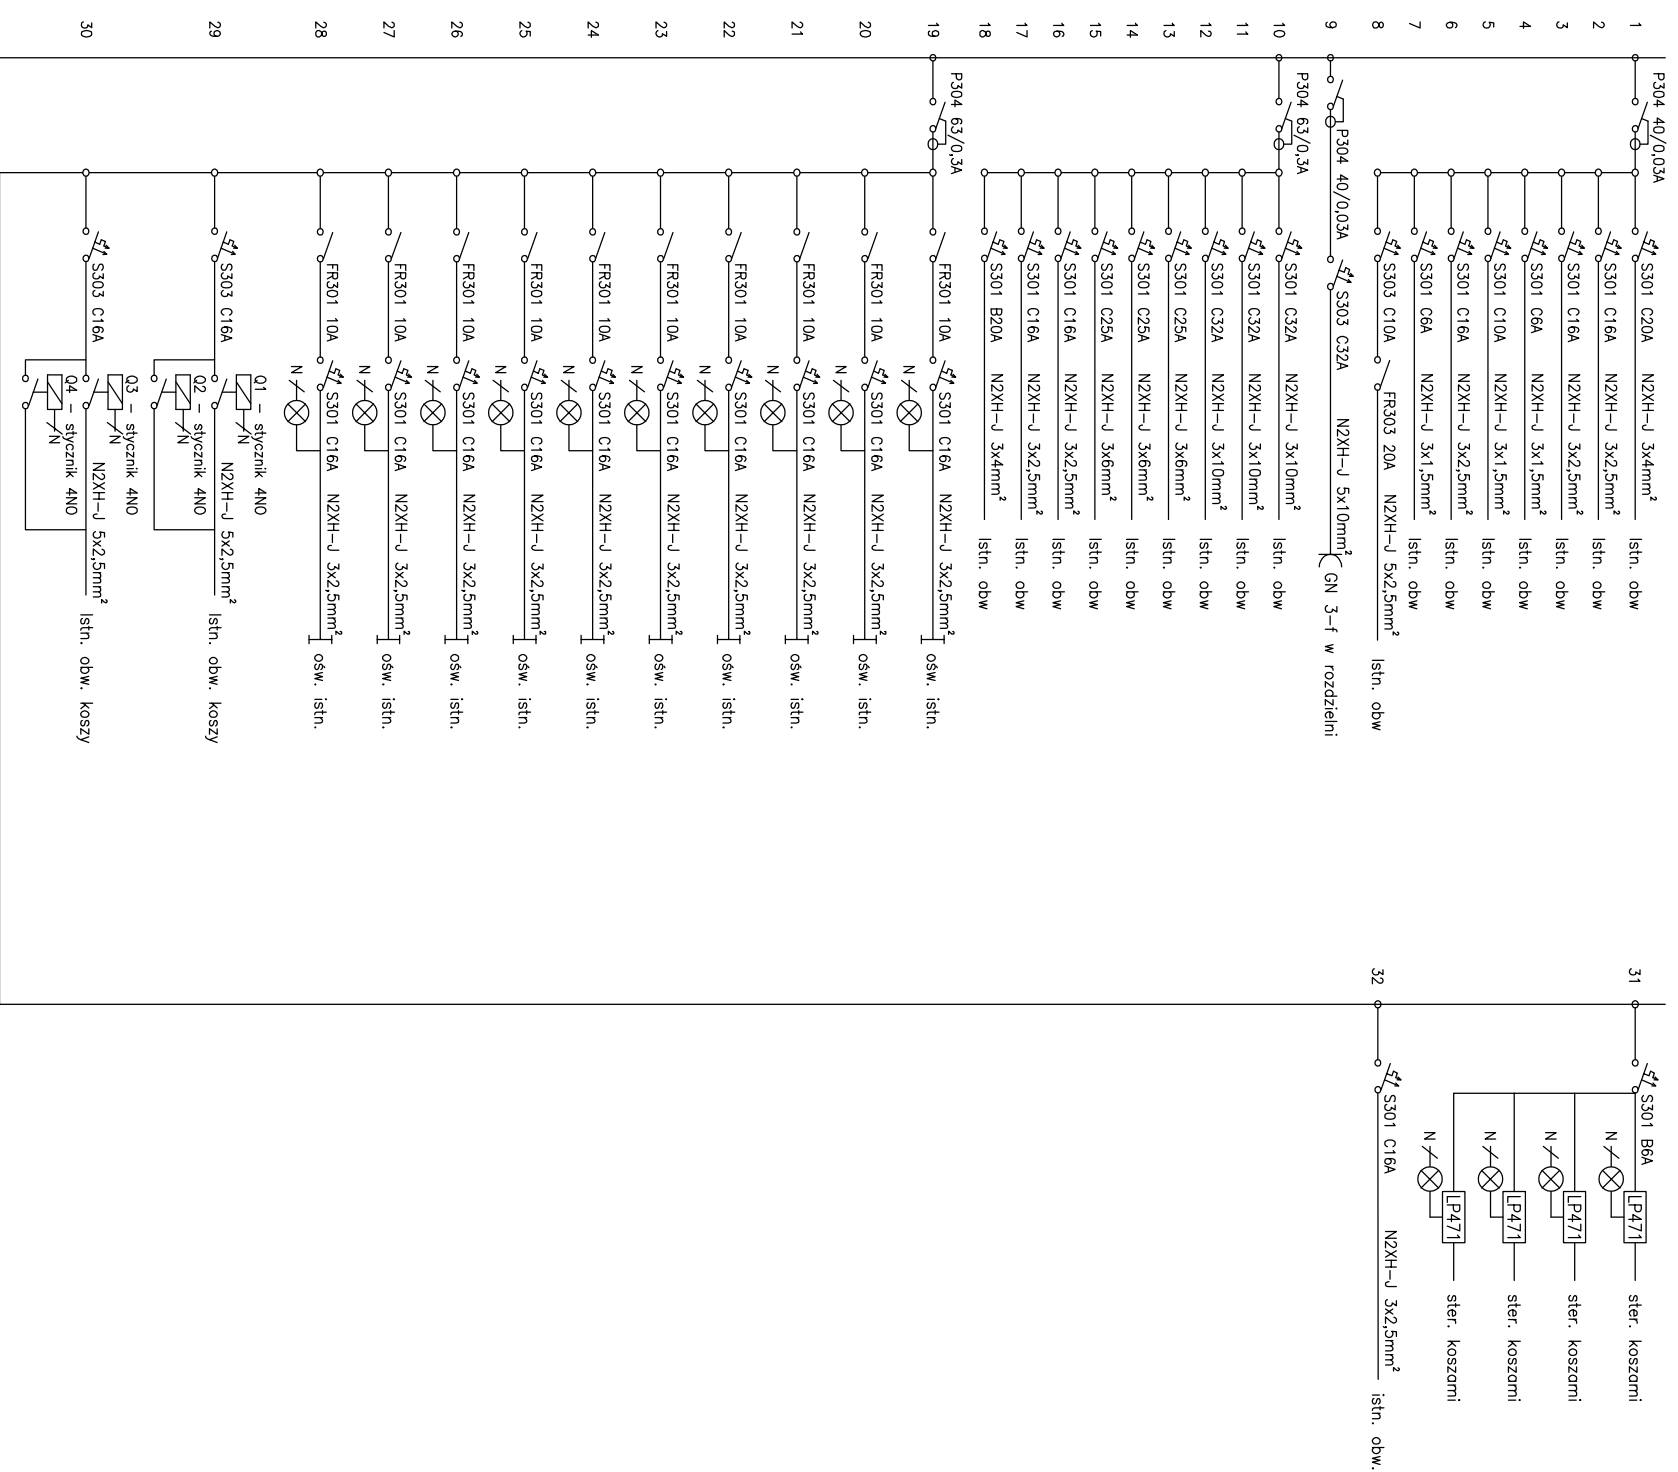 1
P304 40/0,03A
S301 C20A
N2XH-J 3x4mm²
Istn. obw
2
S301 C16A
N2XH-J 3x2,5mm²
Istn. obw
3
S301 C16A
N2XH-J 3x2,5mm²
Istn. obw
4
S301 C6A
N2XH-J 3x1,5mm²
Istn. obw
5
S301 C10A
N2XH-J 3x1,5mm²
Istn. obw
6
S301 C16A
N2XH-J 3x2,5mm²
Istn. obw
7
S301 C6A
N2XH-J 3x1,5mm²
Istn. obw
8
S303 C10A
FR303 20A
N2XH-J 5x2,5mm²
Istn. obw
9
P304 40/0,03A
S303 C32A
N2XH-J 5x10mm²
GN 3-f w rozdzielni
10
P304 63/0,3A
S301 C32A
N2XH-J 3x10mm²
Istn. obw
11
S301 C32A
N2XH-J 3x10mm²
Istn. obw
12
S301 C32A
N2XH-J 3x10mm²
Istn. obw
13
S301 C25A
N2XH-J 3x6mm²
Istn. obw
14
S301 C25A
N2XH-J 3x6mm²
Istn. obw
15
S301 C25A
N2XH-J 3x6mm²
Istn. obw
16
S301 C16A
N2XH-J 3x2,5mm²
Istn. obw
17
S301 C16A
N2XH-J 3x2,5mm²
Istn. obw
18
S301 B20A
N2XH-J 3x4mm²
Istn. obw
19
P304 63/0,3A
FR301 10A
S301 C16A
N
N2XH-J 3x2,5mm²
ośw. istn.
20
FR301 10A
S301 C16A
N
N2XH-J 3x2,5mm²
ośw. istn.
21
FR301 10A
S301 C16A
N
N2XH-J 3x2,5mm²
ośw. istn.
22
FR301 10A
S301 C16A
N
N2XH-J 3x2,5mm²
ośw. istn.
23
FR301 10A
S301 C16A
N
N2XH-J 3x2,5mm²
ośw. istn.
24
FR301 10A
S301 C16A
N
N2XH-J 3x2,5mm²
ośw. istn.
25
FR301 10A
S301 C16A
N
N2XH-J 3x2,5mm²
ośw. istn.
26
FR301 10A
S301 C16A
N
N2XH-J 3x2,5mm²
ośw. istn.
27
FR301 10A
S301 C16A
N
N2XH-J 3x2,5mm²
ośw. istn.
28
FR301 10A
S301 C16A
N
N2XH-J 3x2,5mm²
ośw. istn.
29
S303 C16A
Q1 - stycznik 4NO
N
Q2 - stycznik 4NO
N
N2XH-J 5x2,5mm²
Istn. obw. koszy
30
S303 C16A
Q3 - stycznik 4NO
N
Q4 - stycznik 4NO
N
N2XH-J 5x2,5mm²
Istn. obw. koszy
31
S301 B6A
N
LP471
ster. koszami
N
LP471
ster. koszami
N
LP471
ster. koszami
N
LP471
ster. koszami
32
S301 C16A
N2XH-J 3x2,5mm²
istn. obw.